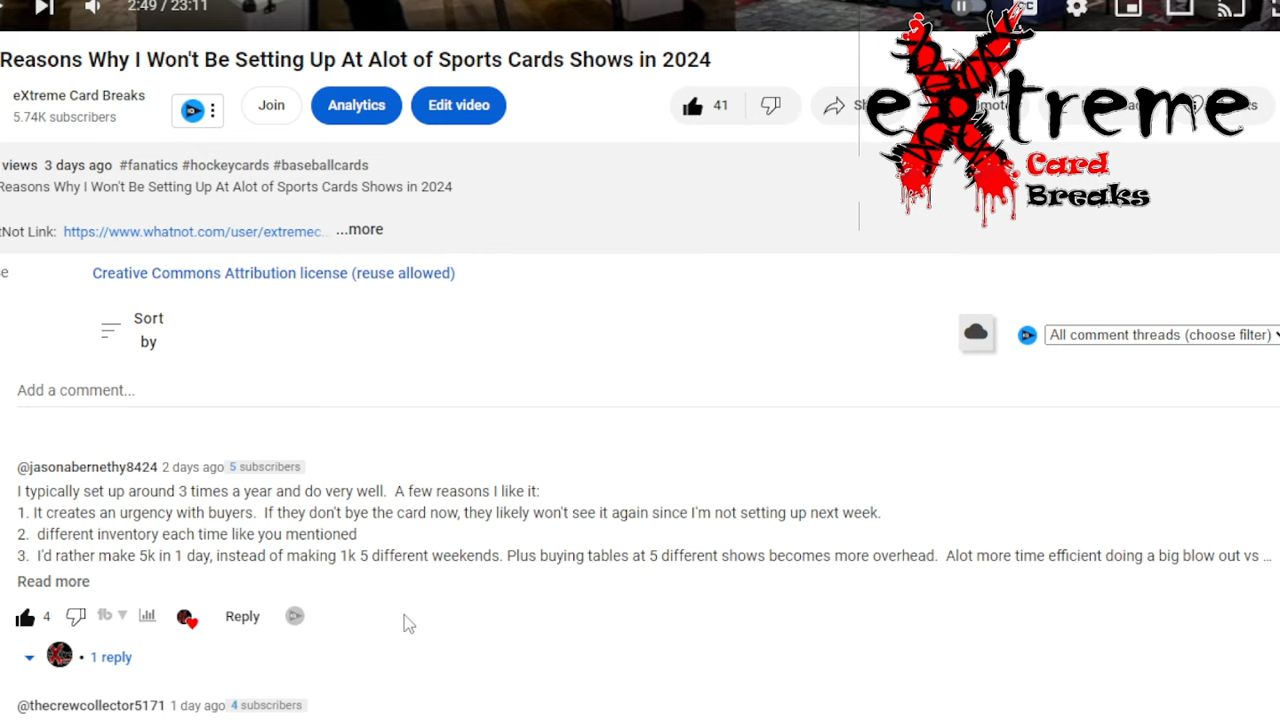 2:49 / 23:11
Reasons Why I Won't Be Setting Up At Alot of Sports Cards Shows in 2024
eXtreme Card Breaks
5.74K subscribers
Join
Analytics
Edit video
41
eXtreme
Card
Breaks
views 3 days ago #fanatics #hockeycards #baseballcards
Reasons Why I Won't Be Setting Up At Alot of Sports Cards Shows in 2024
tNot Link: https://www.whatnot.com/user/extremec... ...more
Creative Commons Attribution license (reuse allowed)
Sort
by
All comment threads (choose filter)
Add a comment...
@jasonabernethy8424 2 days ago 5 subscribers
I typically set up around 3 times a year and do very well. A few reasons I like it:
1. It creates an urgency with buyers. If they don't bye the card now, they likely won't see it again since I'm not setting up next week.
2. different inventory each time like you mentioned
3. I'd rather make 5k in 1 day, instead of making 1k 5 different weekends. Plus buying tables at 5 different shows becomes more overhead. Alot more time efficient doing a big blow out vs ...
Read more
4
Reply
• 1 reply
@thecrewcollector5171 1 day ago 4 subscribers